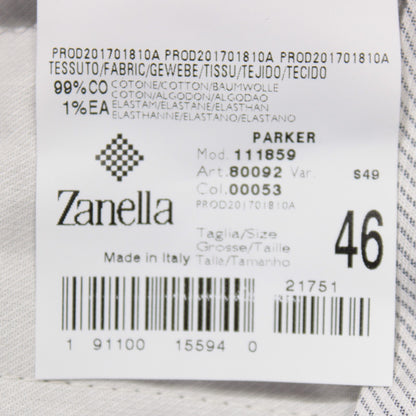 PROD201701810A PROD201701810A PROD201701810A
TESSUTO/FABRIC/GEWEBE/TISSU/TEJIDO/TECIDO
99%CO COTONE/COTTON/BAUMWOLLE
COTON/ALGODON/ALGODAO
1%EA ELASTAM/ELASTANE/ELASTHAN
ELASTHANNE/ELASTANO/ELASTANO
PARKER
Mod. 111859
Art. 80092 Var. S49
Col. 00053
PROD201701810A
Zanella
Taglia/Size
Grosse/Taille
Talla/Tamanho
46
Made in Italy
21751
1 91100 15594 0